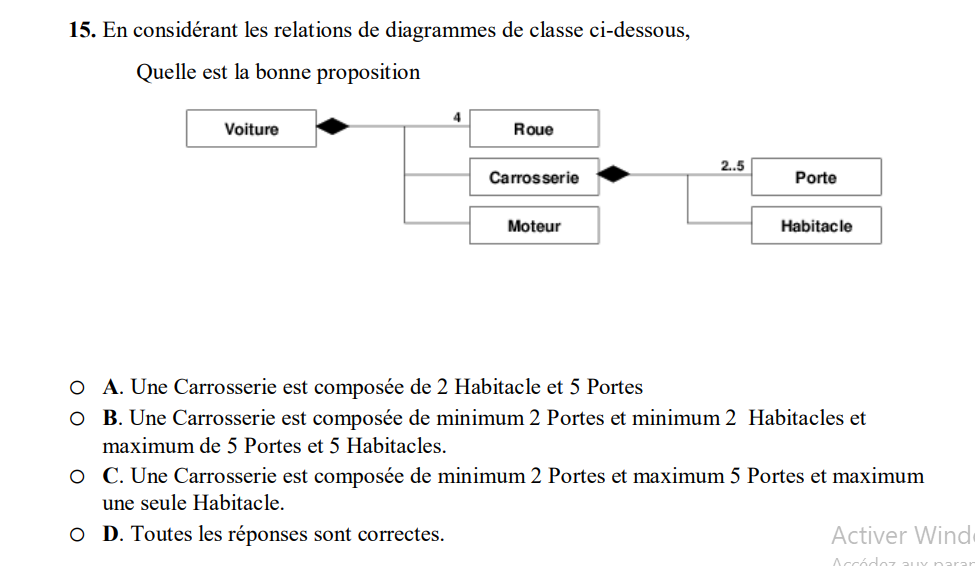 15. En considérant les relations de diagrammes de classe ci-dessous,
Quelle est la bonne proposition
Voiture
4
Roue
Carrosserie
2..5
Porte
Moteur
Habitacle
A. Une Carrosserie est composée de 2 Habitacle et 5 Portes
B. Une Carrosserie est composée de minimum 2 Portes et minimum 2 Habitacles et
maximum de 5 Portes et 5 Habitacles.
C. Une Carrosserie est composée de minimum 2 Portes et maximum 5 Portes et maximum
une seule Habitacle.
D. Toutes les réponses sont correctes.
Activer Wind